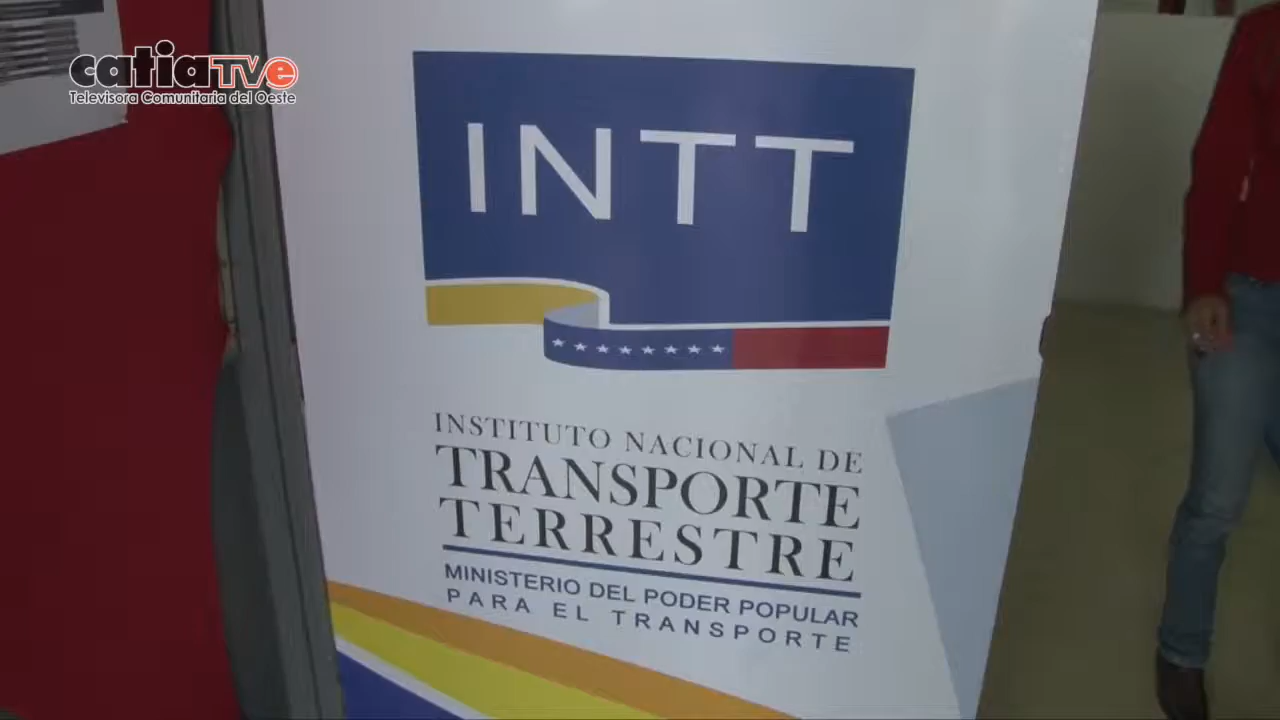 catiaTVe
Televisora Comunitaria del Oeste
INTT
INSTITUTO NACIONAL DE
TRANSPORTE
TERRESTRE
MINISTERIO DEL PODER POPULAR
PARA EL TRANSPORTE